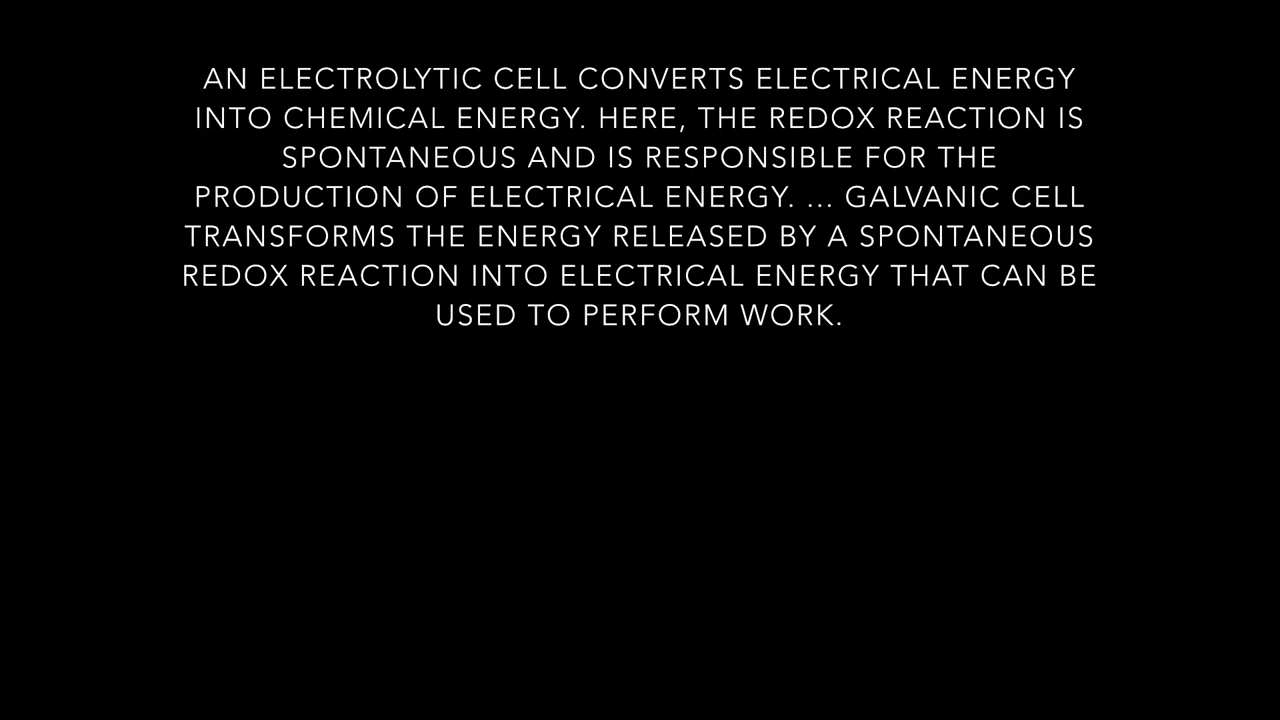 AN ELECTROLYTIC CELL CONVERTS ELECTRICAL ENERGY
INTO CHEMICAL ENERGY. HERE, THE REDOX REACTION IS
SPONTANEOUS AND IS RESPONSIBLE FOR THE
PRODUCTION OF ELECTRICAL ENERGY. ... GALVANIC CELL
TRANSFORMS THE ENERGY RELEASED BY A SPONTANEOUS
REDOX REACTION INTO ELECTRICAL ENERGY THAT CAN BE
USED TO PERFORM WORK.